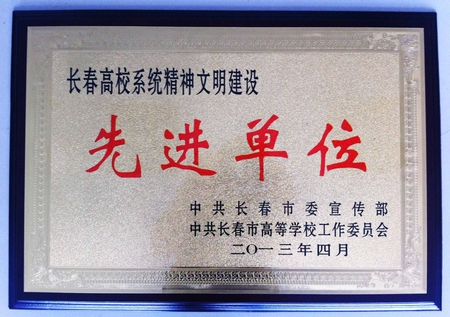 长春高校系统精神文明建设
先进单位
中共长春市委宣传部
中共长春市高等学校工作委员会
二〇一三年四月